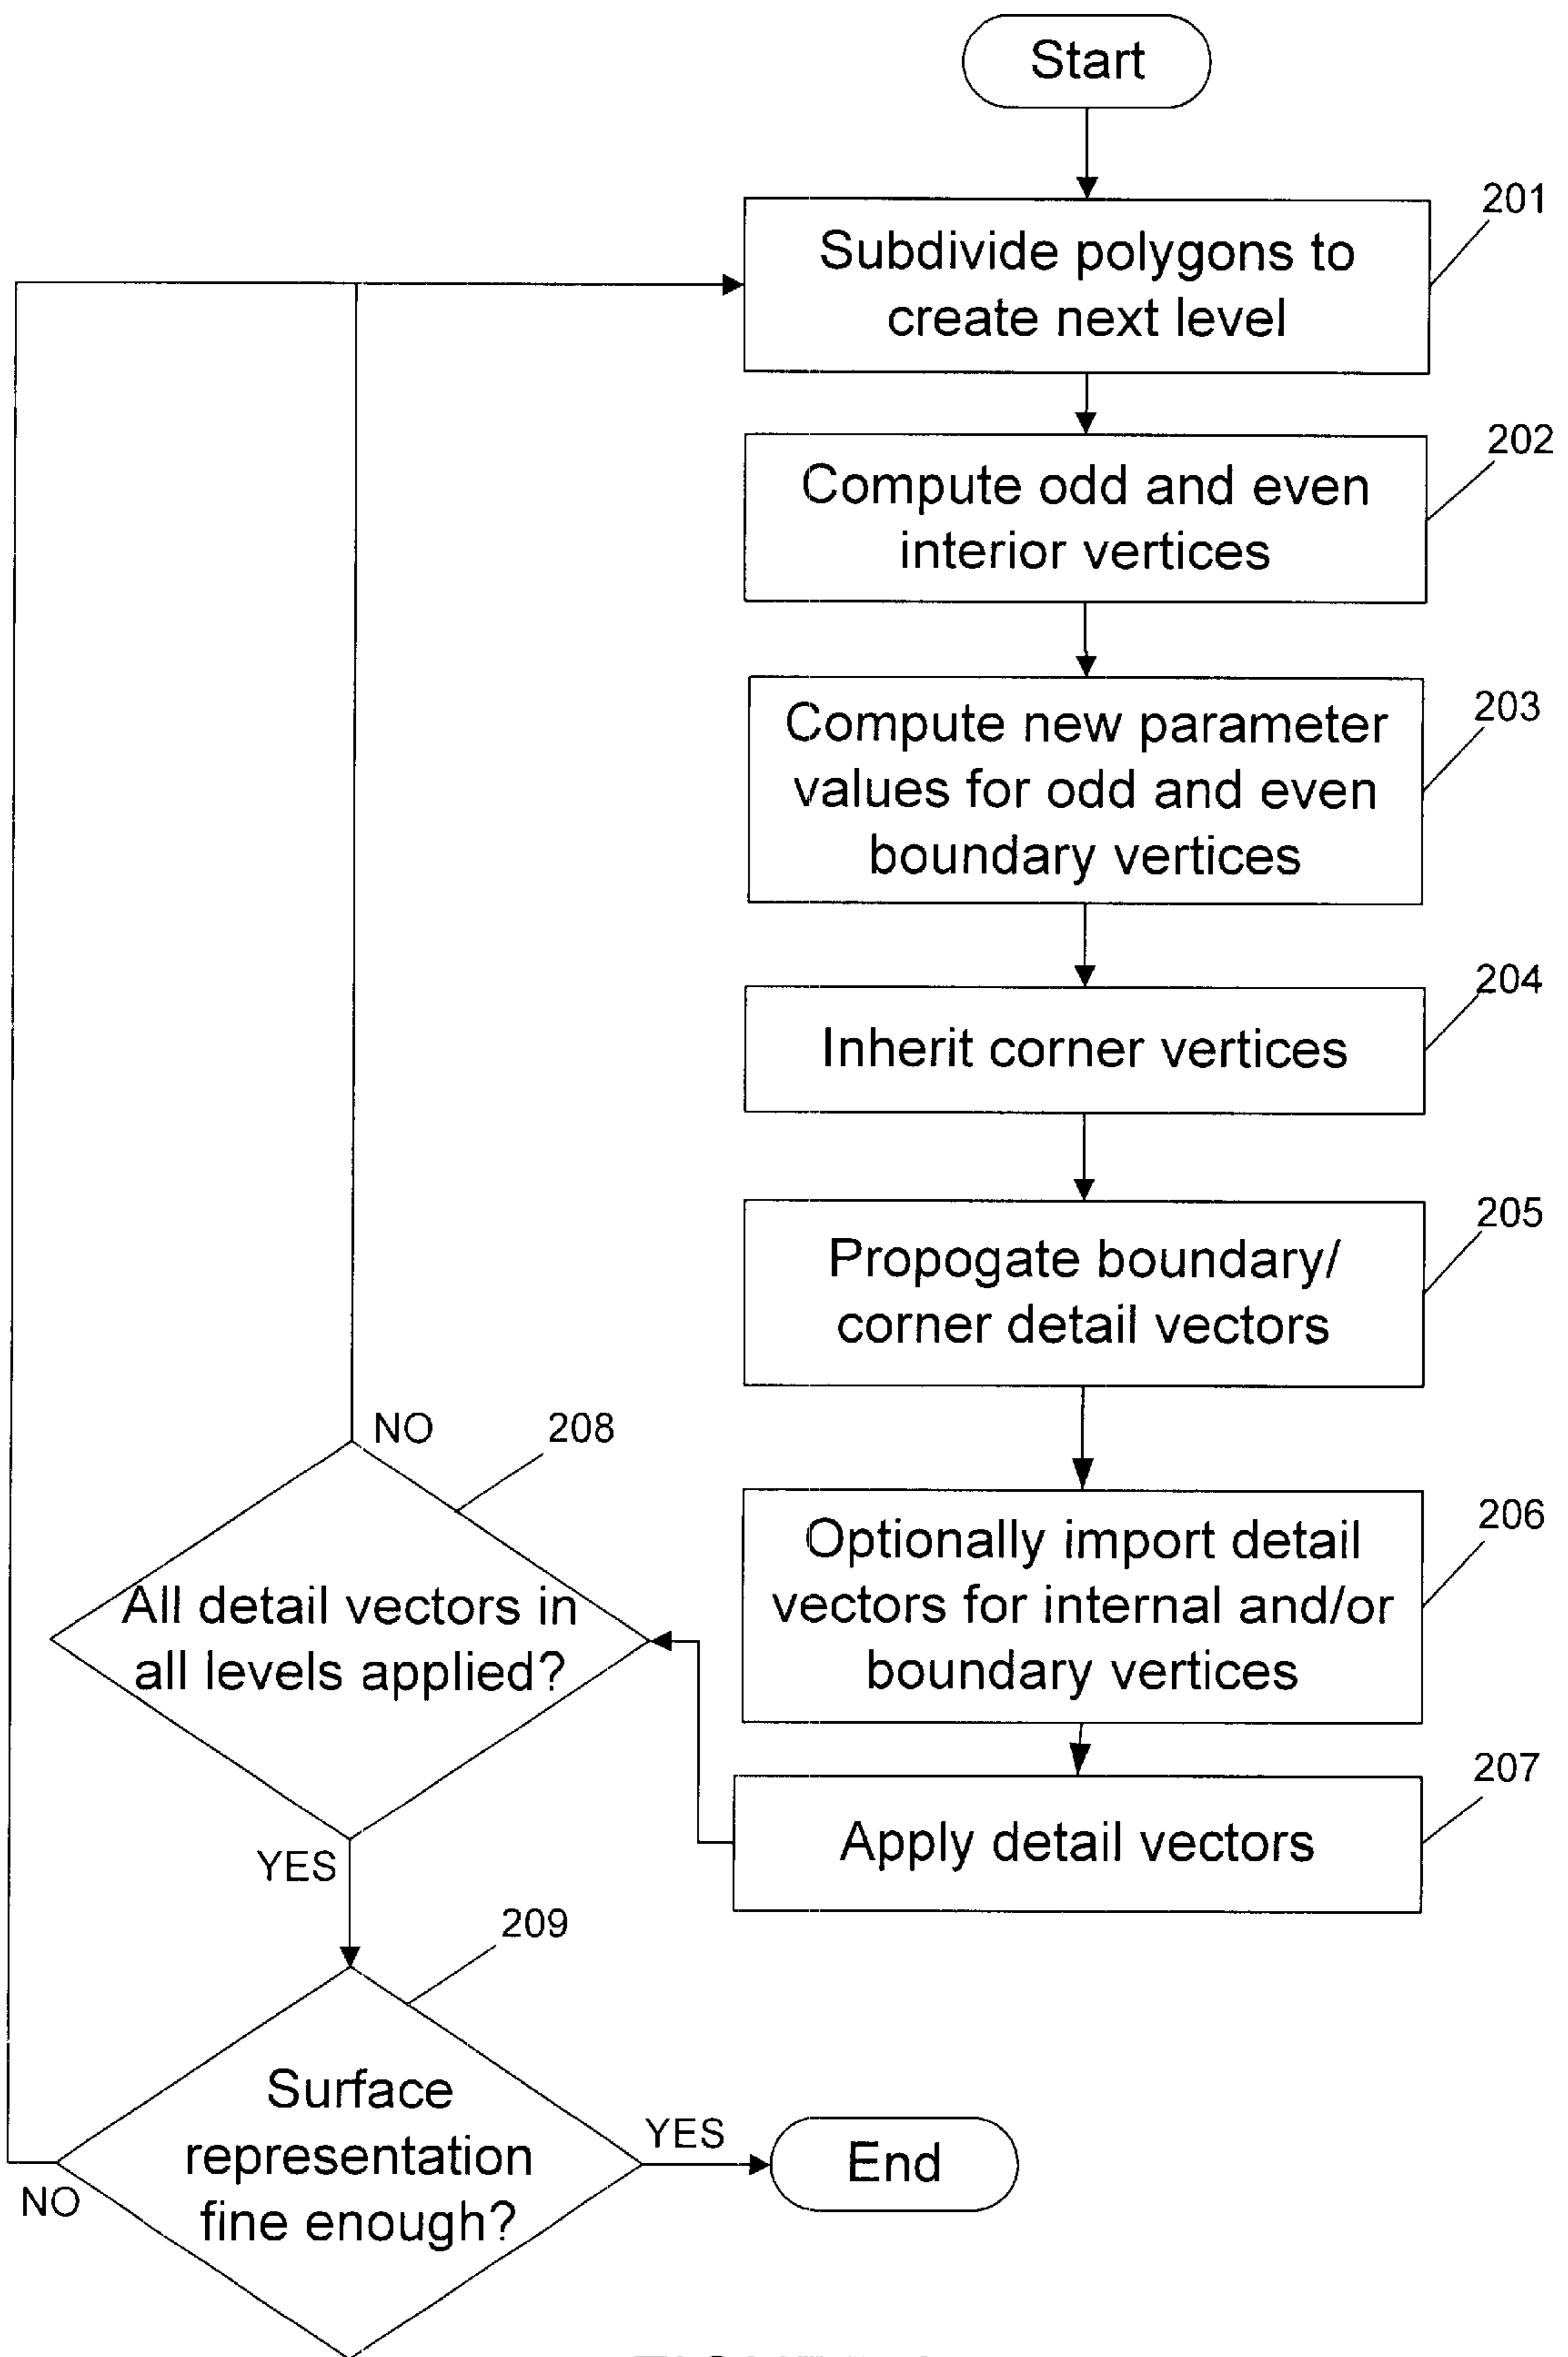 Start
201
Subdivide polygons to
create next level
202
Compute odd and even
interior vertices
203
Compute new parameter
values for odd and even
boundary vertices
204
Inherit corner vertices
205
Propogate boundary/
corner detail vectors
206
Optionally import detail
vectors for internal and/or
boundary vertices
207
Apply detail vectors
NO
208
All detail vectors in
all levels applied?
YES
209
Surface
representation
fine enough?
NO
YES
End